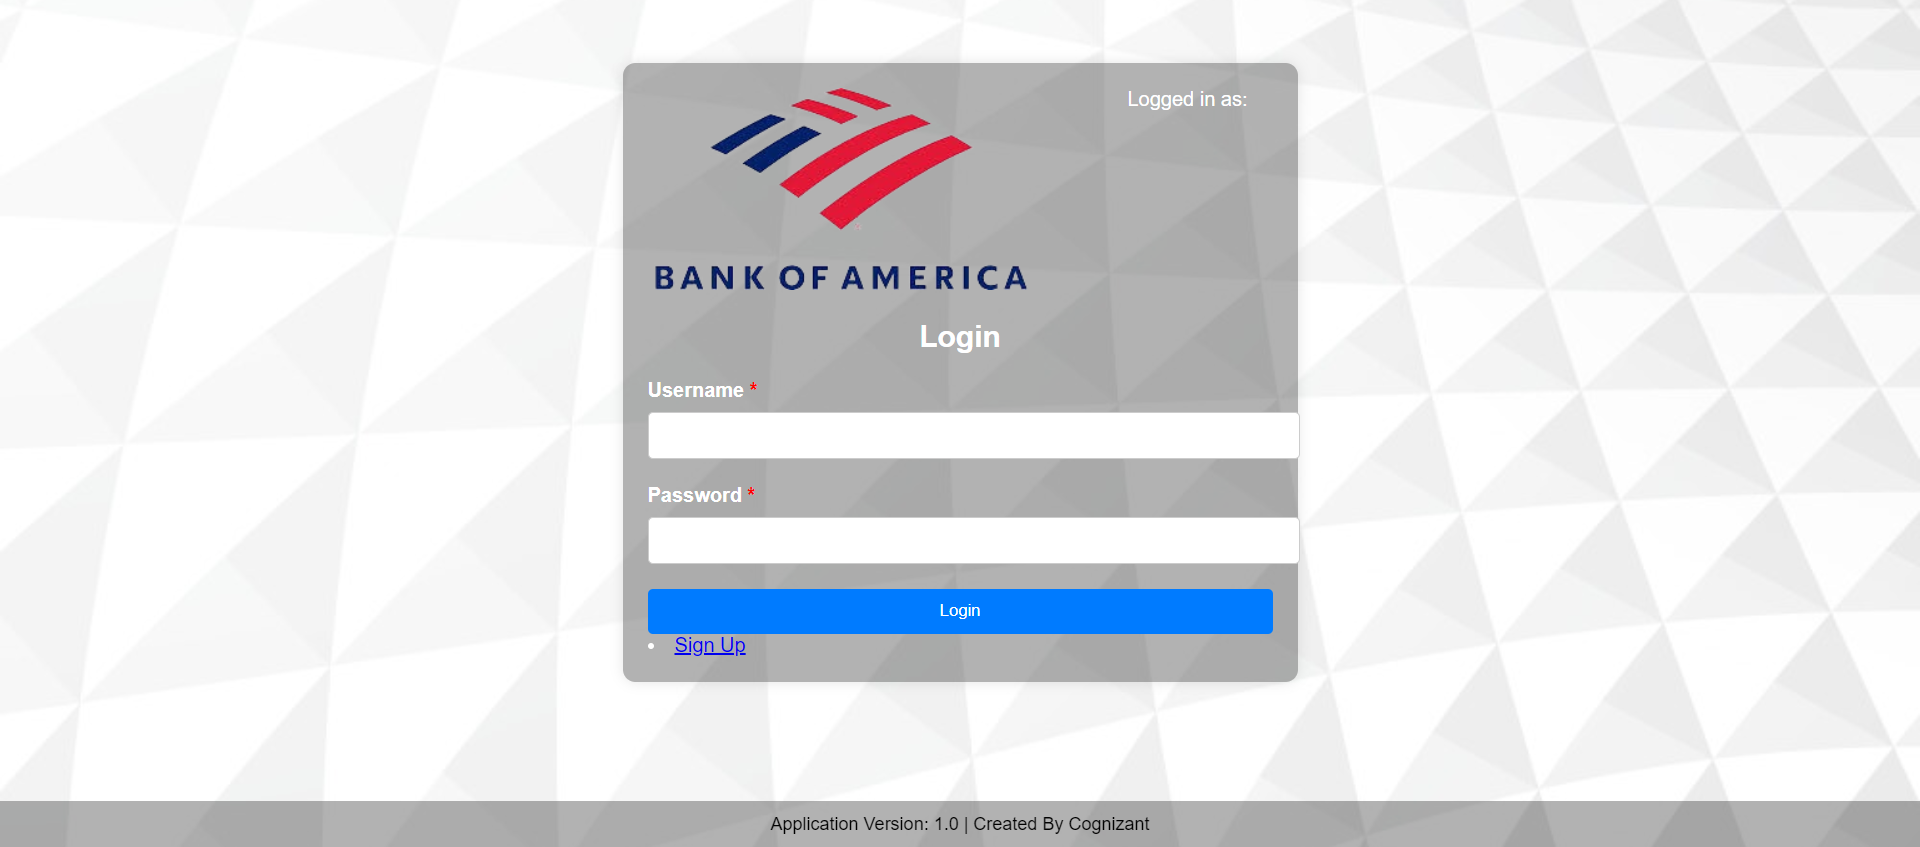 Logged in as:
BANK OF AMERICA
Login
Username *
Password *
Login
• Sign Up
Application Version: 1.0 | Created By Cognizant